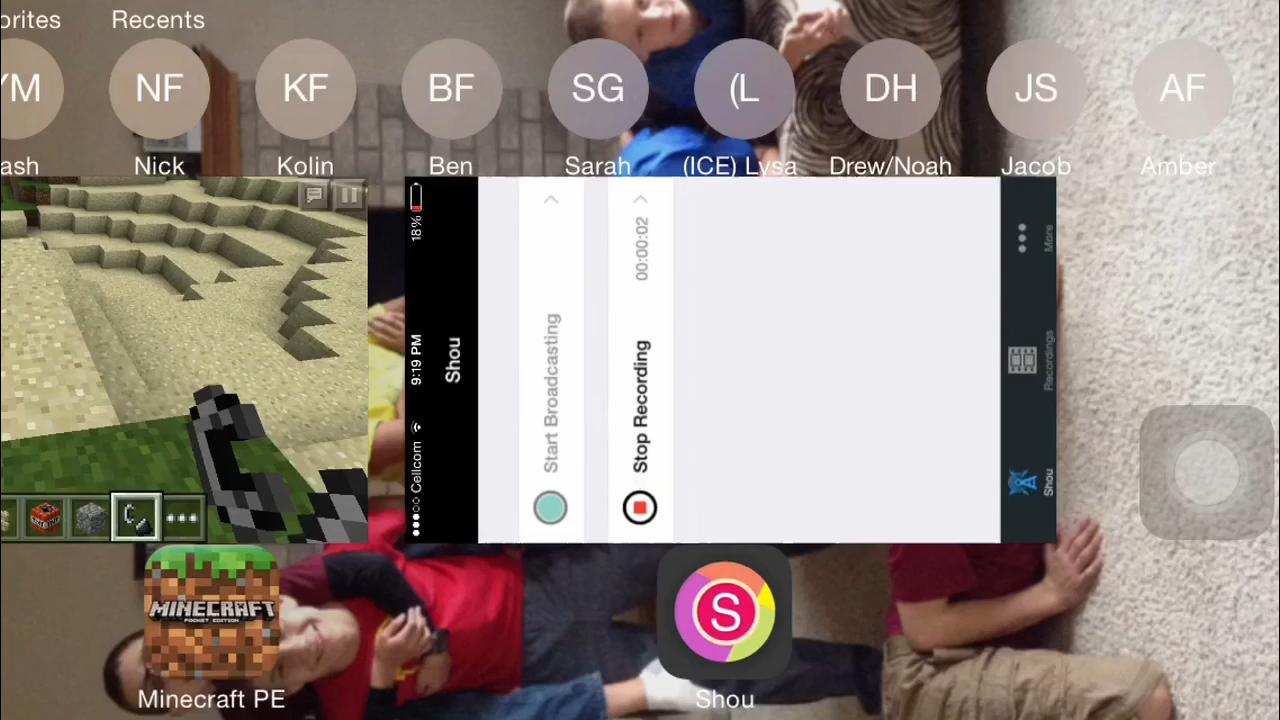 orites Recents
YM NF KF BF SG (L DH JS AF
ash Nick Kolin Ben Sarah (ICE) Lysa Drew/Noah Jacob Amber
Cellcom 9:19 PM 18%
Shou
Start Broadcasting
Stop Recording 00:00:02
Shou Recordings More
MINECRAFT
POCKET EDITION
S
Minecraft PE Shou